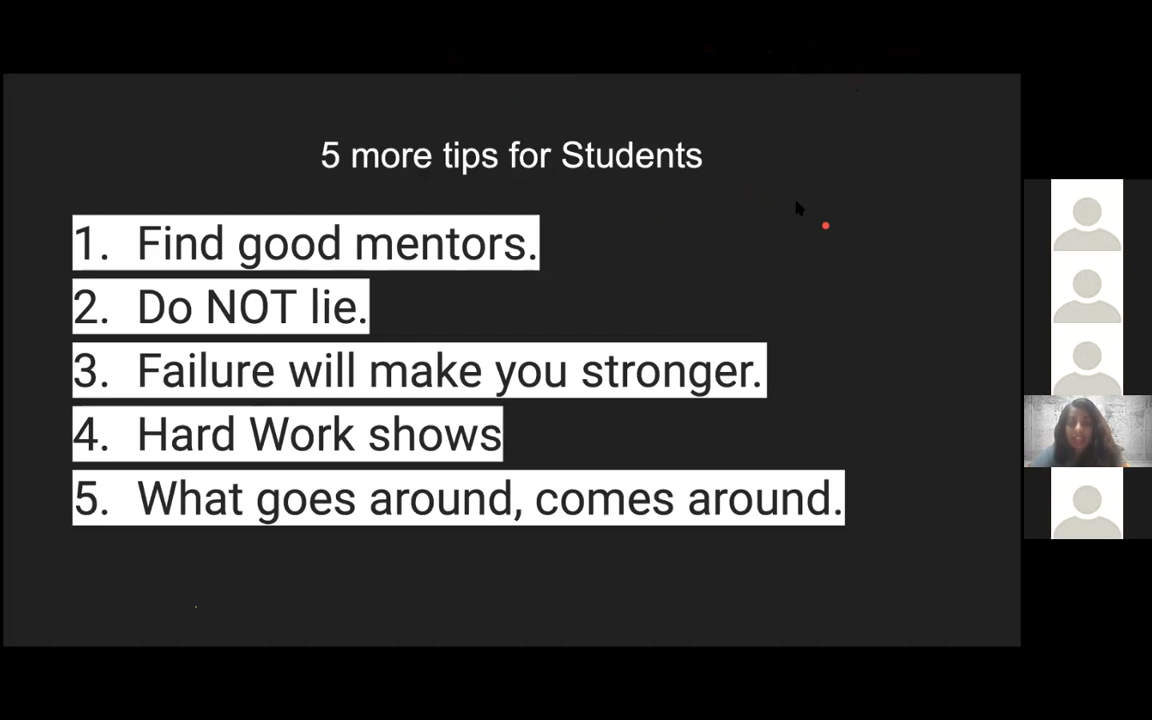 5 more tips for Students
1. Find good mentors.
2. Do NOT lie.
3. Failure will make you stronger.
4. Hard Work shows
5. What goes around, comes around.